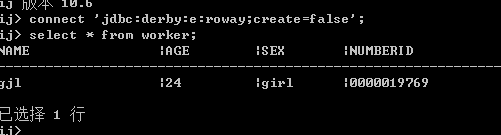 ij 版本 10.6
ij> connect 'jdbc:derby:e:roway;create=false';
ij> select * from worker;
NAME |AGE |SEX |NUMBERID
--------------------------------------------------------------
gjl |24 |girl |0000019769
已选择 1 行
ij>